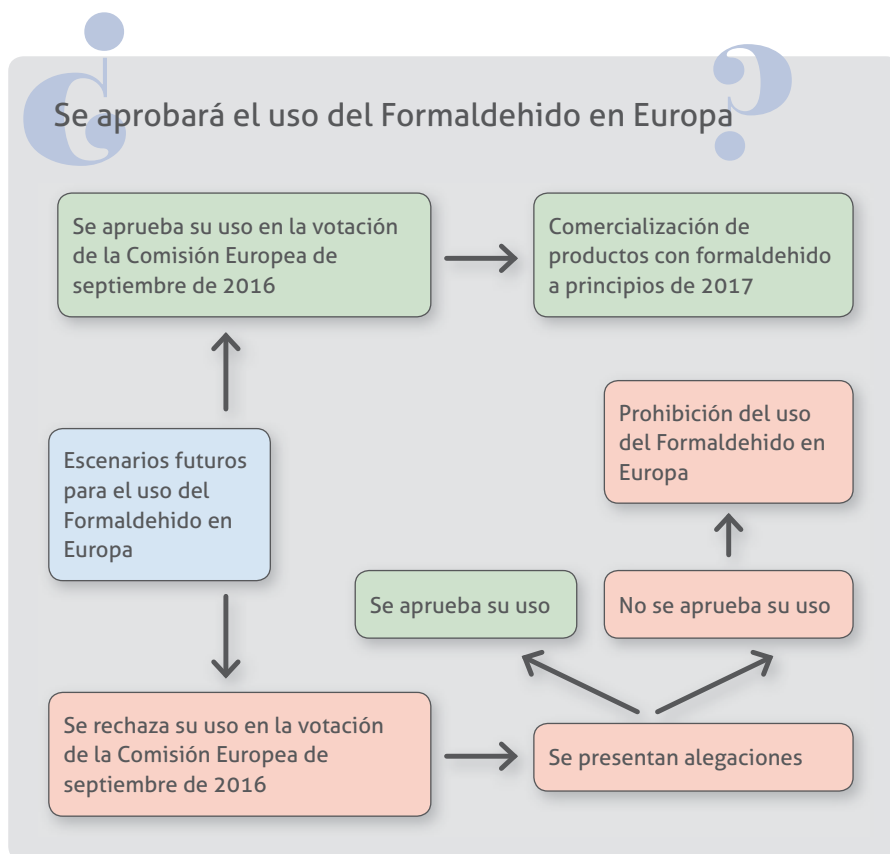 ¿Se aprobará el uso del Formaldehido en Europa?
Se aprueba su uso en la votación
de la Comisión Europea de
septiembre de 2016
Comercialización de
productos con formaldehido
a principios de 2017
Prohibición del uso
del Formaldehido en
Europa
Escenarios futuros
para el uso del
Formaldehido en
Europa
Se aprueba su uso
No se aprueba su uso
Se rechaza su uso en la votación
de la Comisión Europea de
septiembre de 2016
Se presentan alegaciones